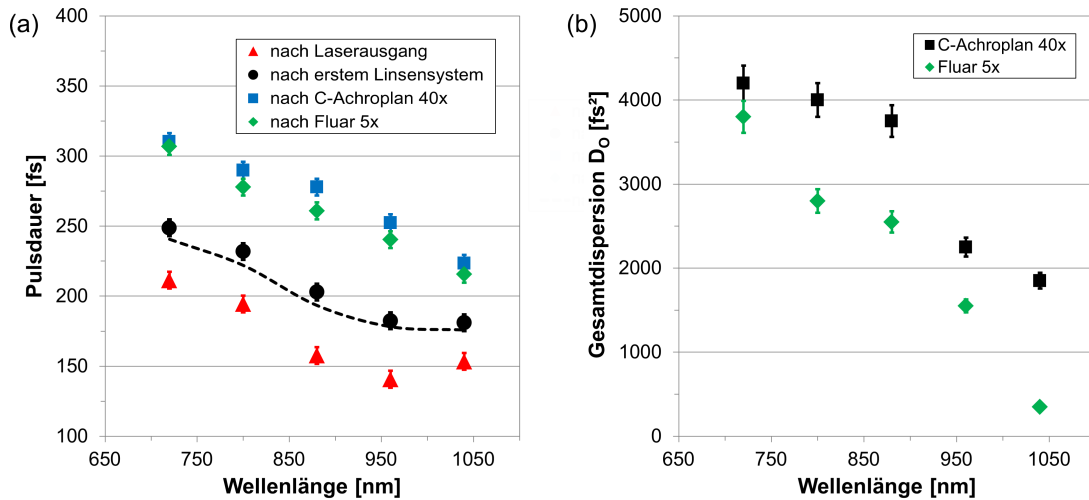 (a)
400
350
300
250
200
150
100
650
750
850
950
1050
Pulsdauer [fs]
Wellenlänge [nm]
nach Laserausgang
nach erstem Linsensystem
nach C-Achroplan 40x
nach Fluar 5x
(b)
5000
4000
3000
2000
1000
0
650
750
850
950
1050
Gesamtdispersion D₀ [fs²]
Wellenlänge [nm]
C-Achroplan 40x
Fluar 5x